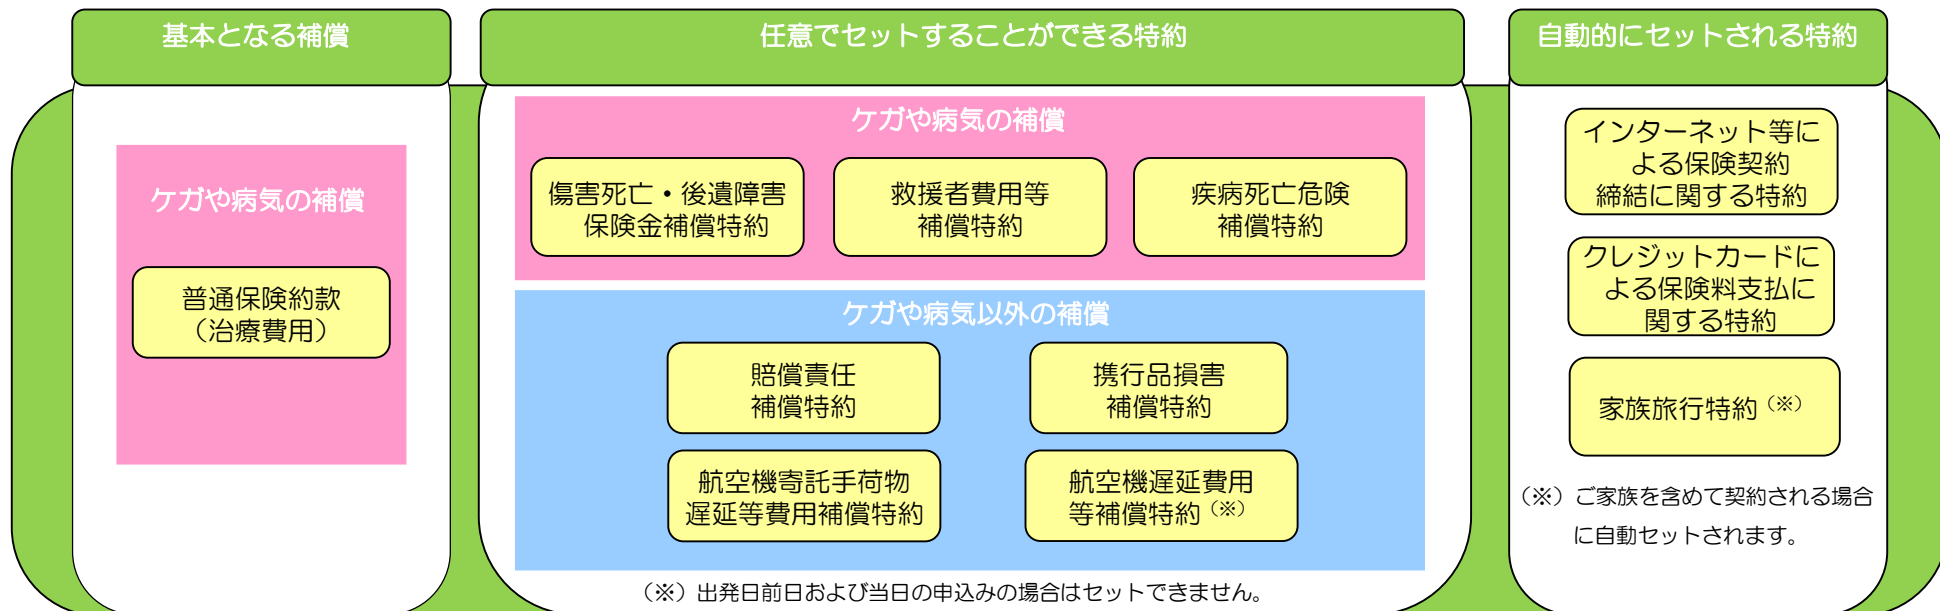 基本となる補償
ケガや病気の補償
普通保険約款
（治療費用）
任意でセットすることができる特約
ケガや病気の補償
傷害死亡・後遺障害
保険金補償特約
救援者費用等
補償特約
疾病死亡危険
補償特約
ケガや病気以外の補償
賠償責任
補償特約
携行品損害
補償特約
航空機寄託手荷物
遅延等費用補償特約
航空機遅延費用
等補償特約（※）
（※）出発日前日および当日の申込みの場合はセットできません。
自動的にセットされる特約
インターネット等に
よる保険契約
締結に関する特約
クレジットカードに
よる保険料支払に
関する特約
家族旅行特約（※）
（※）ご家族を含めて契約される場合
に自動セットされます。